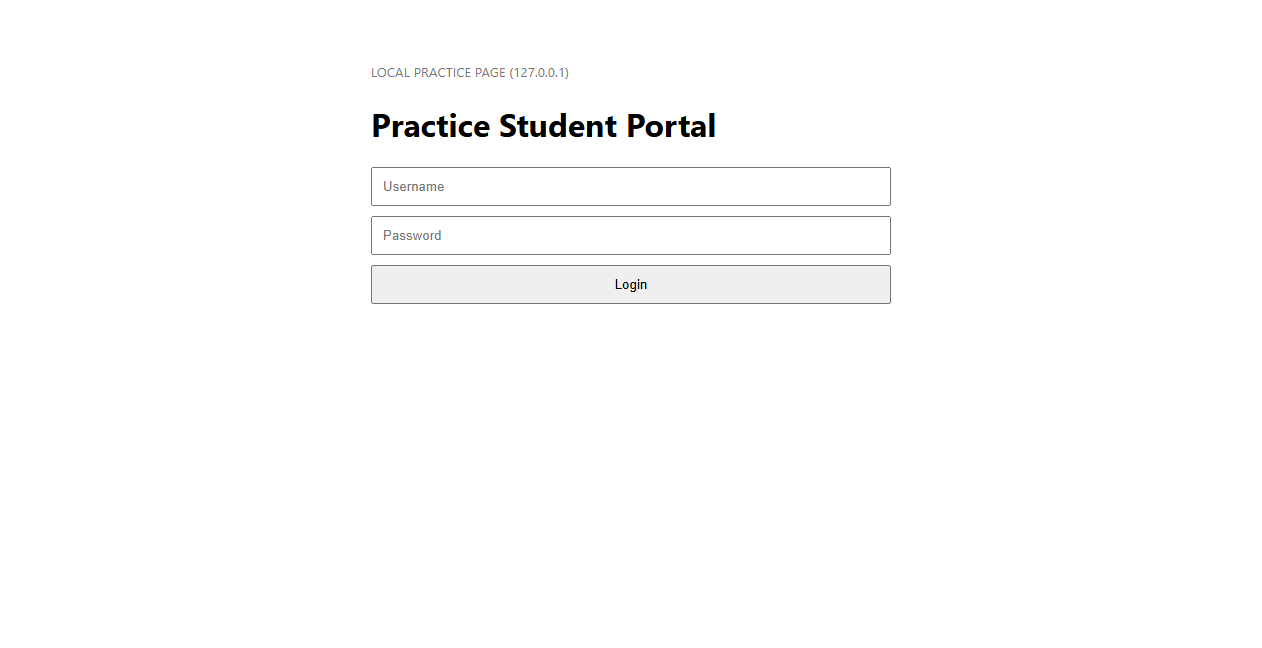 LOCAL PRACTICE PAGE (127.0.0.1)
Practice Student Portal
Username
Password
Login